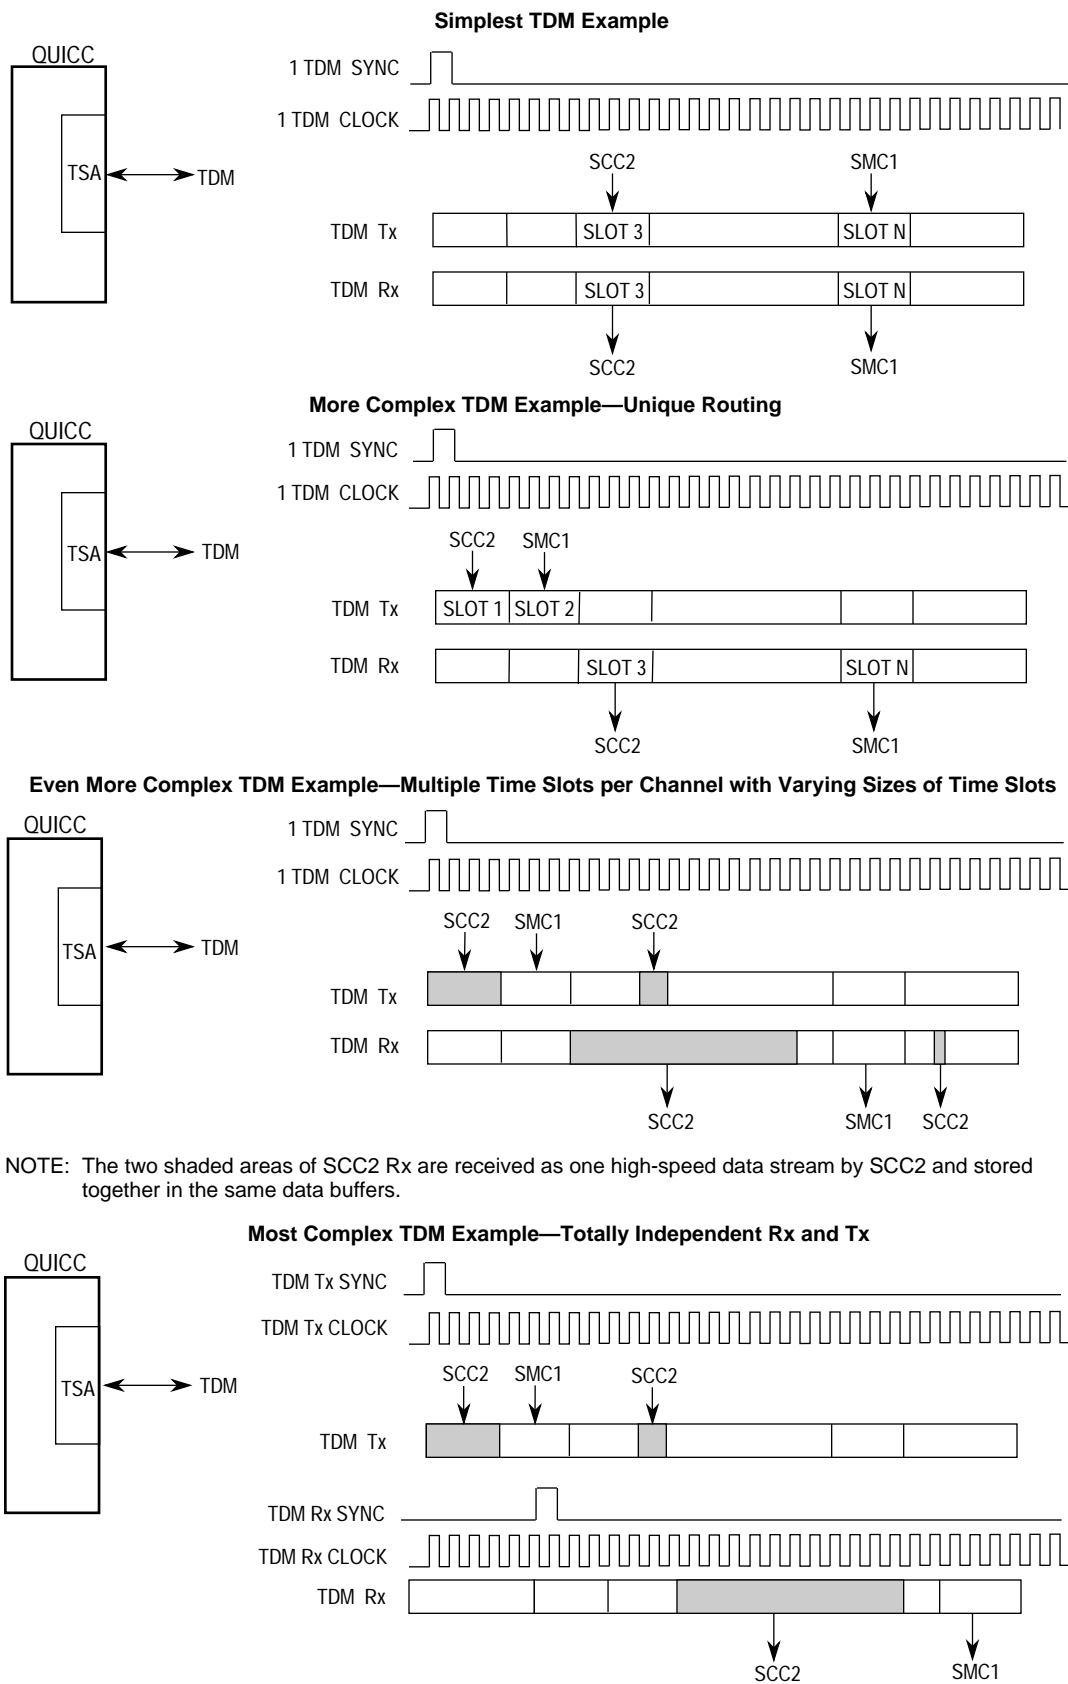 Simplest TDM Example
QUICC
1 TDM SYNC
1 TDM CLOCK
TSA
TDM
SCC2
SMC1
TDM Tx
SLOT 3
SLOT N
TDM Rx
SLOT 3
SLOT N
SCC2
SMC1
More Complex TDM Example—Unique Routing
QUICC
1 TDM SYNC
1 TDM CLOCK
TSA
TDM
SCC2
SMC1
TDM Tx
SLOT 1
SLOT 2
TDM Rx
SLOT 3
SLOT N
SCC2
SMC1
Even More Complex TDM Example—Multiple Time Slots per Channel with Varying Sizes of Time Slots
QUICC
1 TDM SYNC
1 TDM CLOCK
TSA
TDM
SCC2
SMC1
SCC2
TDM Tx
TDM Rx
SCC2
SMC1
SCC2
NOTE: The two shaded areas of SCC2 Rx are received as one high-speed data stream by SCC2 and stored
together in the same data buffers.
Most Complex TDM Example—Totally Independent Rx and Tx
QUICC
TDM Tx SYNC
TDM Tx CLOCK
TSA
TDM
SCC2
SMC1
SCC2
TDM Tx
TDM Rx SYNC
TDM Rx CLOCK
TDM Rx
SCC2
SMC1